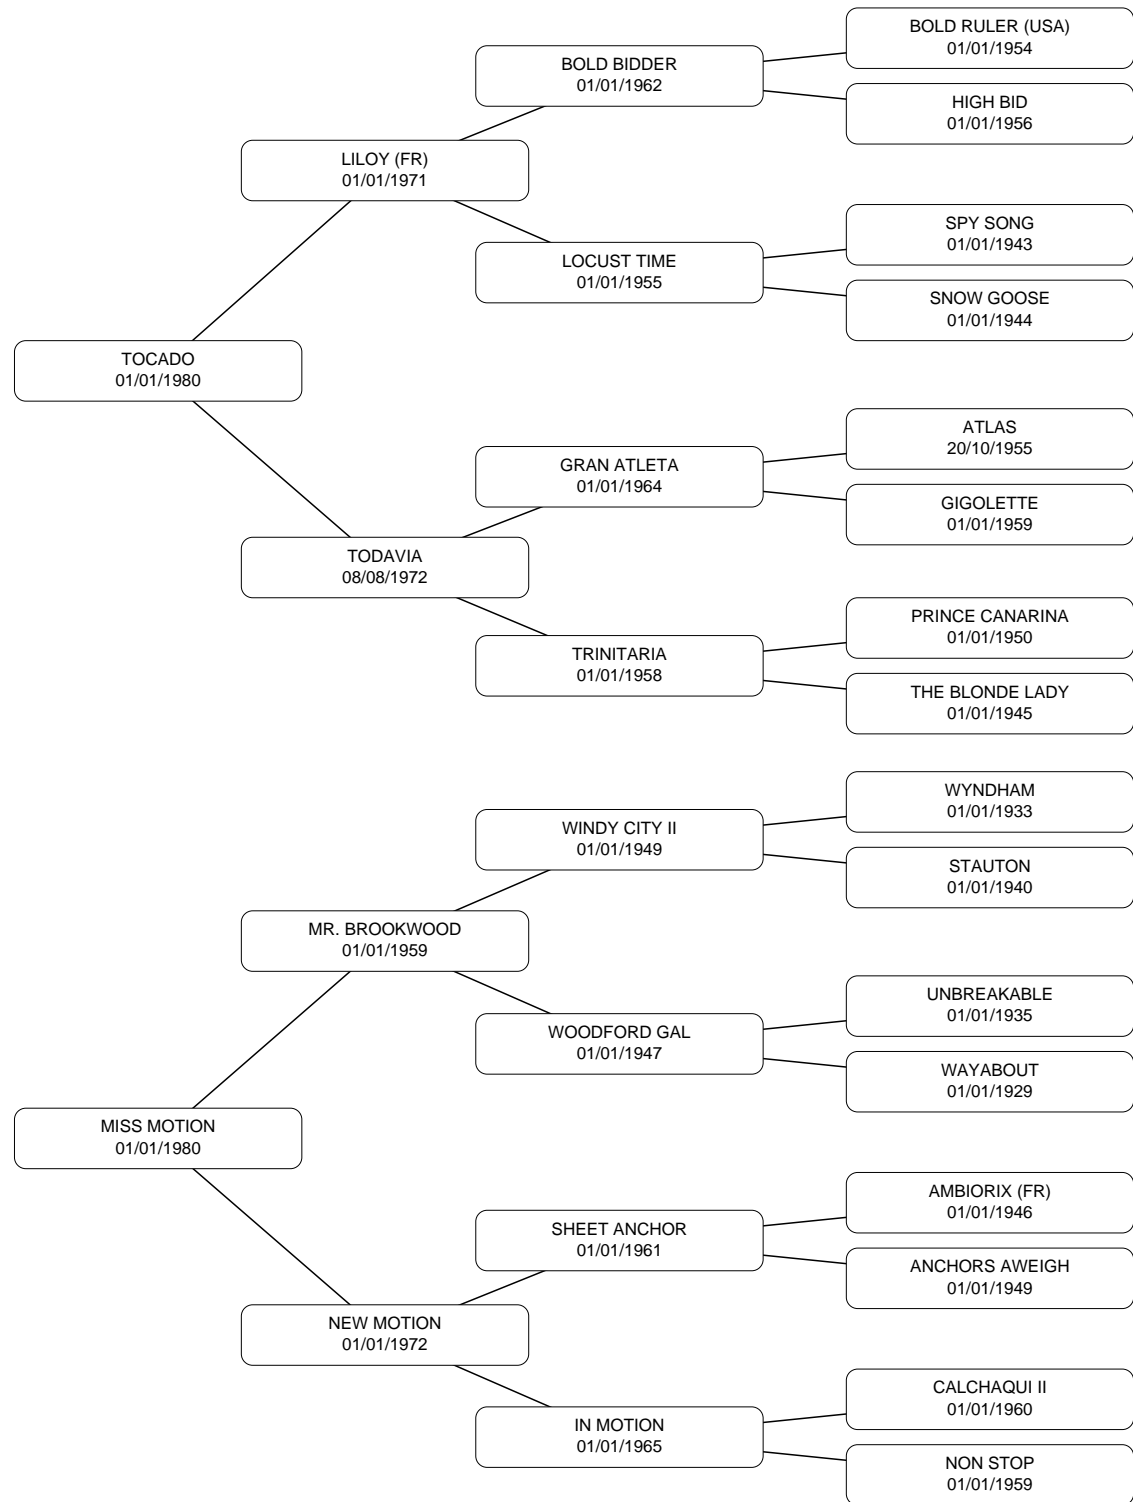 BOLD RULER (USA)
01/01/1954
BOLD BIDDER
01/01/1962
HIGH BID
01/01/1956
LILOY (FR)
01/01/1971
SPY SONG
01/01/1943
LOCUST TIME
01/01/1955
SNOW GOOSE
01/01/1944
TOCADO
01/01/1980
ATLAS
20/10/1955
GRAN ATLETA
01/01/1964
GIGOLETTE
01/01/1959
TODAVIA
08/08/1972
PRINCE CANARINA
01/01/1950
TRINITARIA
01/01/1958
THE BLONDE LADY
01/01/1945
WYNDHAM
01/01/1933
WINDY CITY II
01/01/1949
STAUTON
01/01/1940
MR. BROOKWOOD
01/01/1959
UNBREAKABLE
01/01/1935
WOODFORD GAL
01/01/1947
WAYABOUT
01/01/1929
MISS MOTION
01/01/1980
AMBIORIX (FR)
01/01/1946
SHEET ANCHOR
01/01/1961
ANCHORS AWEIGH
01/01/1949
NEW MOTION
01/01/1972
CALCHAQUI II
01/01/1960
IN MOTION
01/01/1965
NON STOP
01/01/1959